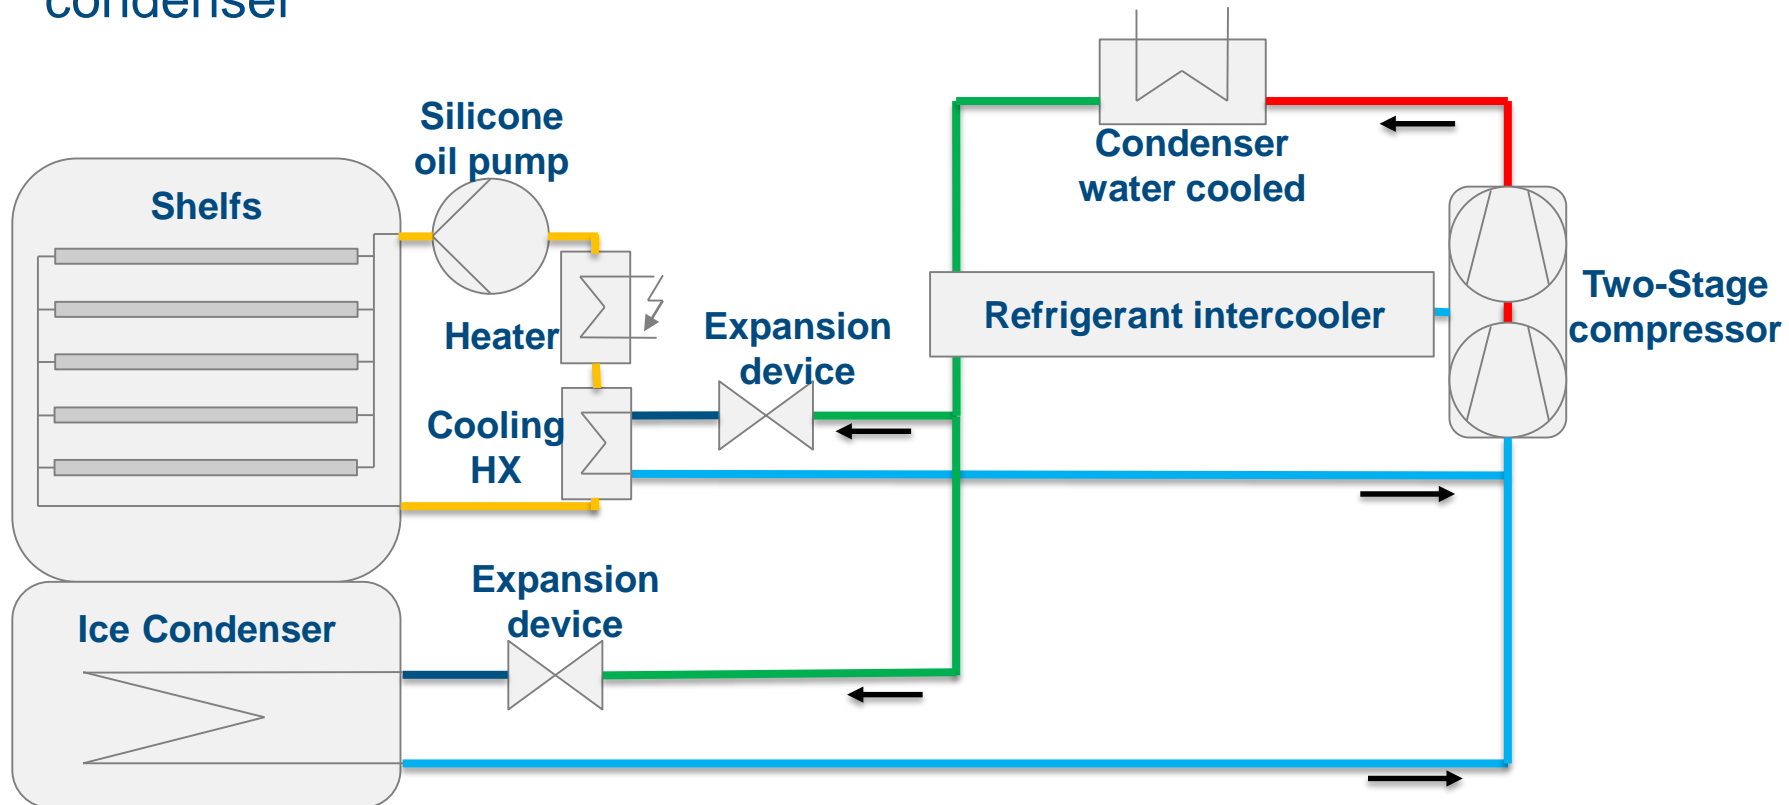 condenser
Silicone
oil pump
Shelfs
Condenser
water cooled
Two-Stage
compressor
Refrigerant intercooler
Expansion
device
Heater
Cooling
HX
Expansion
device
Ice Condenser